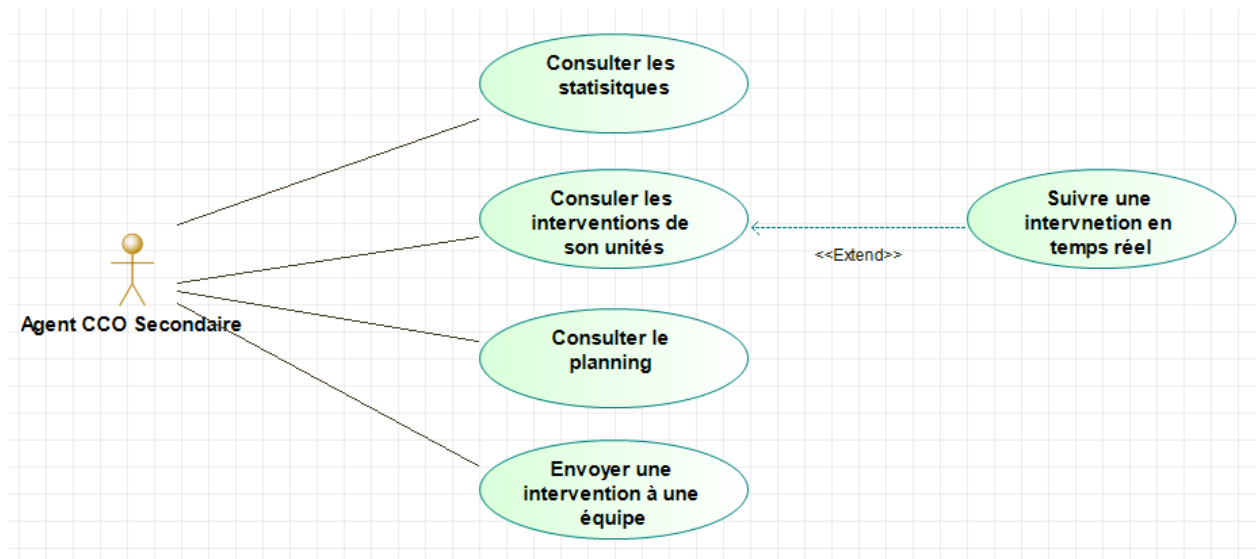 Consulter les
statisitques
Consuler les
interventions de
son unités
Suivre une
intervnetion en
temps réel
<<Extend>>
Agent CCO Secondaire
Consulter le
planning
Envoyer une
intervention à une
équipe